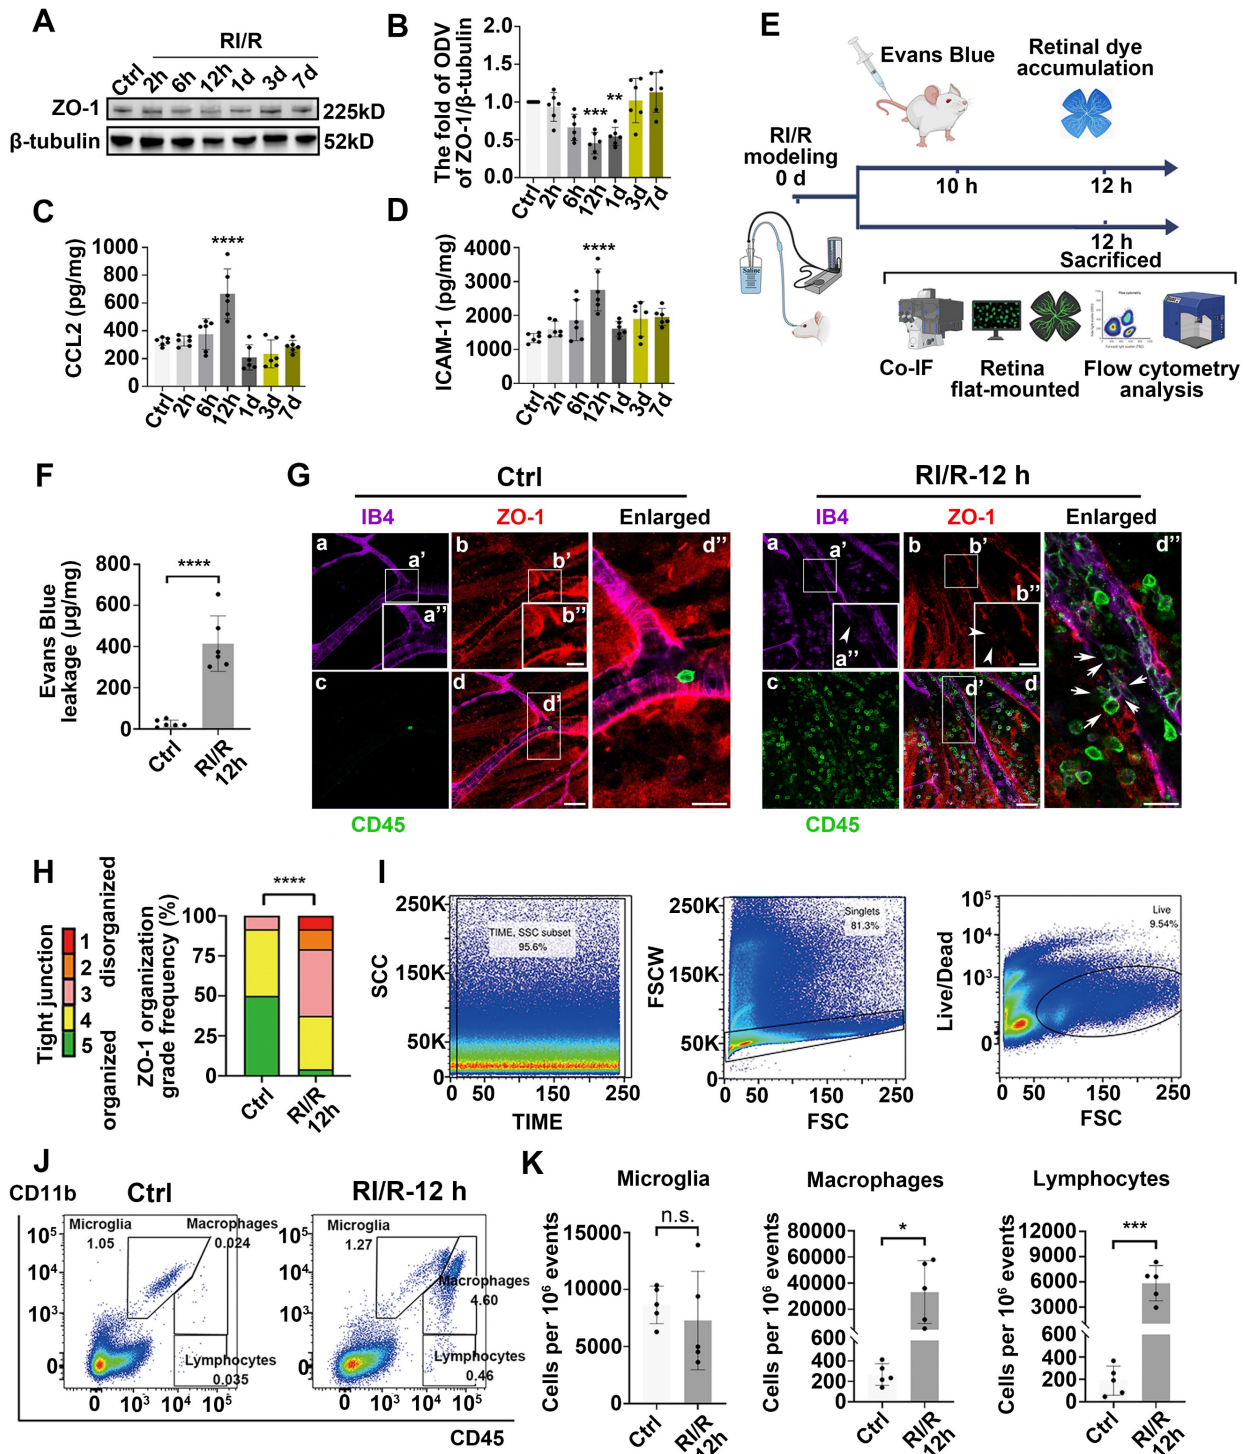 A
RI/R
Ctrl 2h 6h 12h 1d 3d 7d
ZO-1 225kD
β-tubulin 52kD
B
The fold of ODV
of ZO-1/β-tubulin
2.0
1.5
1.0
0.5
0.0
*** **
Ctrl 2h 6h 12h 1d 3d 7d
C
CCL2 (pg/mg)
1000
800
600
400
200
0
****
Ctrl 2h 6h 12h 1d 3d 7d
D
ICAM-1 (pg/mg)
4000
3000
2000
1000
0
****
Ctrl 2h 6h 12h 1d 3d 7d
E
Evans Blue
Retinal dye
accumulation
RI/R
modeling
0 d
10 h 12 h
12 h
Sacrificed
Saline
Flow cytometry
Co-IF
Retina
flat-mounted
Flow cytometry
analysis
F
Evans Blue
leakage (μg/mg)
800
600
400
200
0
****
Ctrl RI/R
12h
G
Ctrl
IB4 ZO-1 Enlarged
a a’ a’’ b b’ b’’ d’’
c d d’
CD45
RI/R-12 h
IB4 ZO-1 Enlarged
a a’ a’’ b b’ b’’ d’’
c d’ d
CD45
H
Tight junction
organized disorganized
1
2
3
4
5
ZO-1 organization
grade frequency (%)
100
75
50
25
0
****
Ctrl RI/R
12h
I
SCC
250K
150K
50K
0
TIME, SSC subset
95.6%
0 50 150 250
TIME
FSCW
250K
150K
50K
0
Singlets
81.3%
0 50 150 250
FSC
Live/Dead
10⁵
10⁴
10³
0
Live
9.54%
0 50 150 250
FSC
J
CD11b
Ctrl
10⁵
10⁴
10³
0
Microglia
1.05
Macrophages
0.024
Lymphocytes
0.035
0 10³ 10⁴ 10⁵
RI/R-12 h
10⁵
10⁴
10³
0
Microglia
1.27
Macrophages
4.60
Lymphocytes
0.46
0 10³ 10⁴ 10⁵
CD45
K
Microglia
Cells per 10⁶ events
15000
10000
5000
0
n.s.
Ctrl RI/R
12h
Macrophages
Cells per 10⁶ events
80000
60000
40000
20000
600
400
200
0
*
Ctrl RI/R
12h
Lymphocytes
Cells per 10⁶ events
12000
9000
6000
3000
600
400
200
0
***
Ctrl RI/R
12h